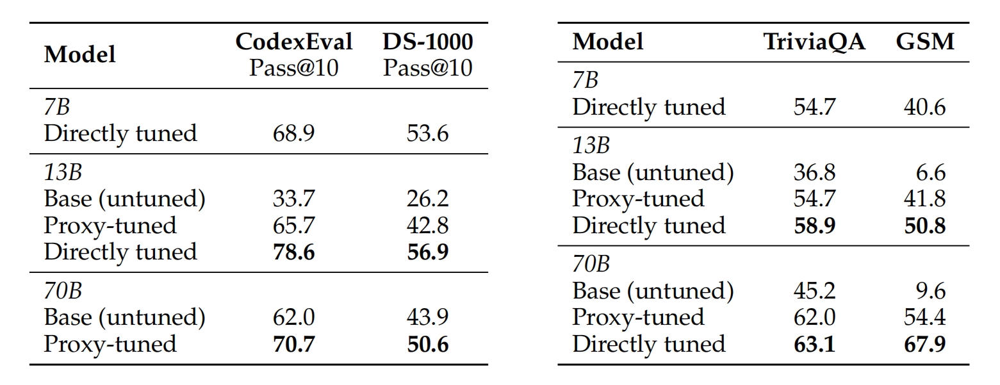 Model CodexEval DS-1000
Pass@10 Pass@10
7B
Directly tuned 68.9 53.6
13B
Base (untuned) 33.7 26.2
Proxy-tuned 65.7 42.8
Directly tuned 78.6 56.9
70B
Base (untuned) 62.0 43.9
Proxy-tuned 70.7 50.6
Model TriviaQA GSM
7B
Directly tuned 54.7 40.6
13B
Base (untuned) 36.8 6.6
Proxy-tuned 54.7 41.8
Directly tuned 58.9 50.8
70B
Base (untuned) 45.2 9.6
Proxy-tuned 62.0 54.4
Directly tuned 63.1 67.9